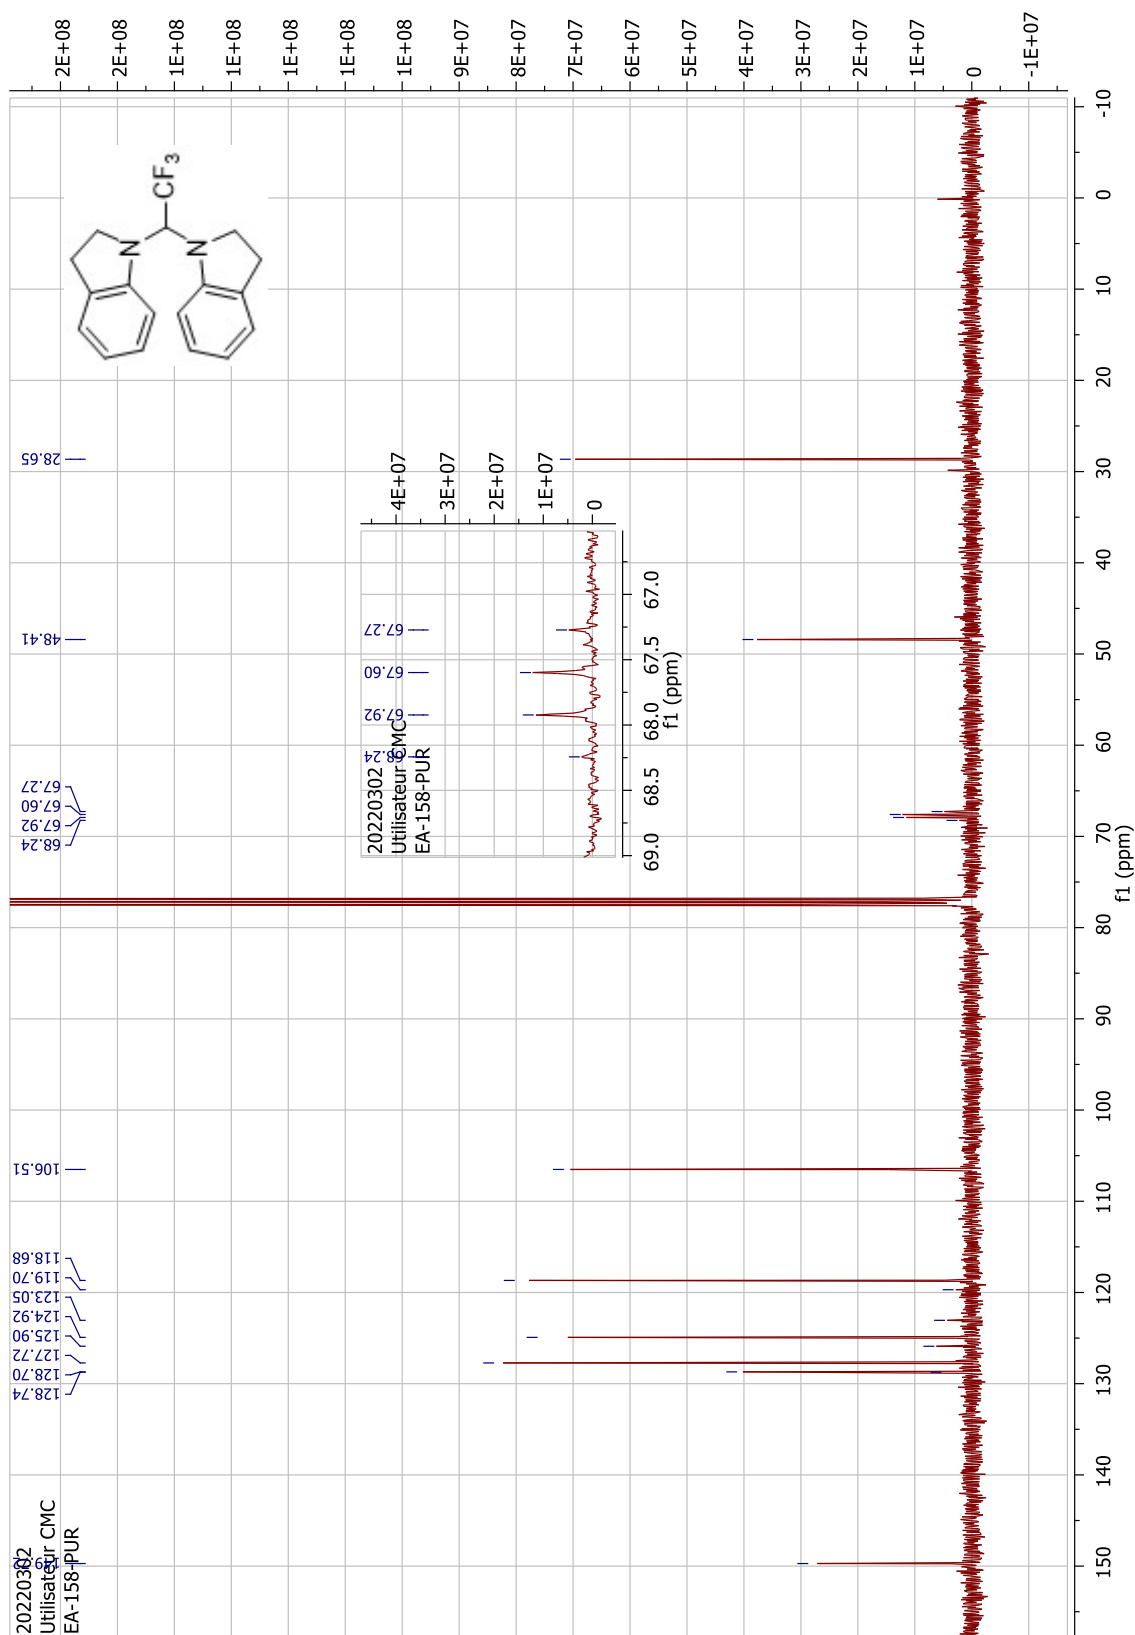 20220302
Utilisateur CMC
EA-158-PUR
128.74
128.70
127.72
125.90
124.92
123.05
119.70
118.68
106.51
68.24
67.92
67.60
67.27
48.41
28.65
N
N
CF3
20220302
Utilisateur CMC
EA-158-PUR
68.24
67.92
67.60
67.27
4E+07
3E+07
2E+07
1E+07
0
69.0 68.5 68.0 67.5 67.0
f1 (ppm)
2E+08
2E+08
1E+08
1E+08
1E+08
1E+08
1E+08
9E+07
8E+07
7E+07
6E+07
5E+07
4E+07
3E+07
2E+07
1E+07
0
-1E+07
150 140 130 120 110 100 90 80 70 60 50 40 30 20 10 0 -10
f1 (ppm)